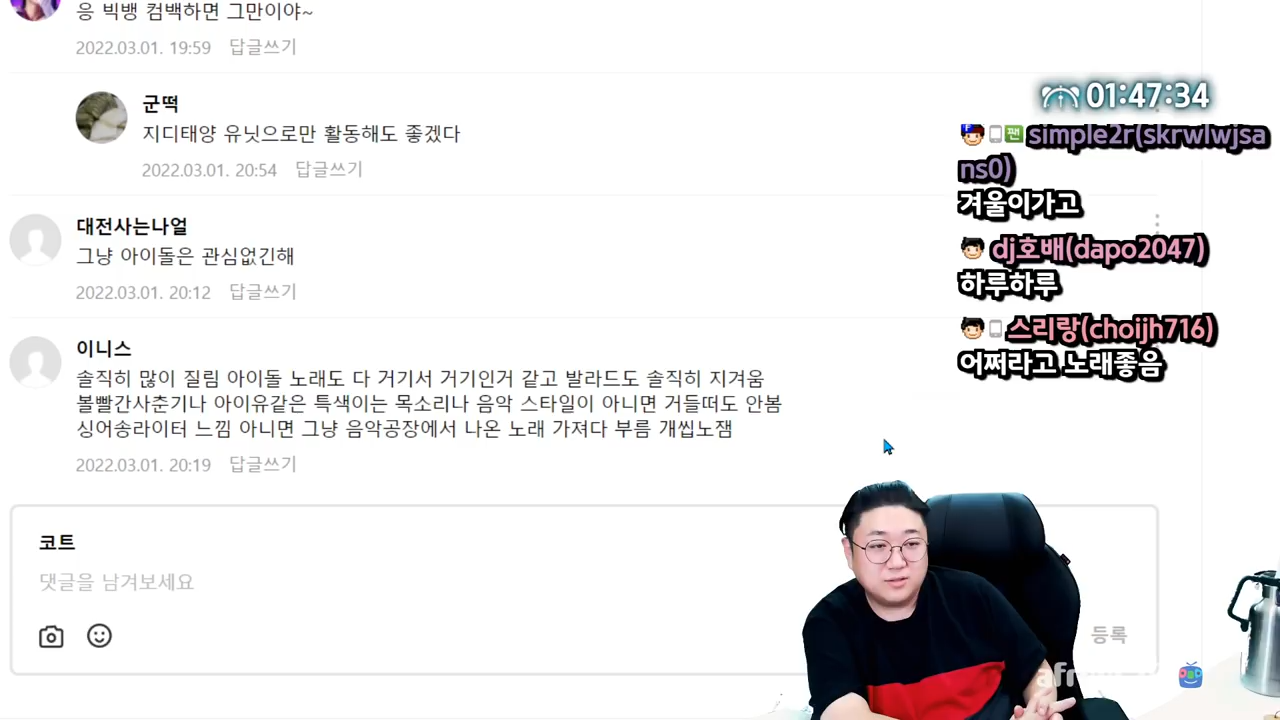 응 빅뱅 컴백하면 그만이야~
2022.03.01. 19:59 답글쓰기
군떡
지디태양 유닛으로만 활동해도 좋겠다
2022.03.01. 20:54 답글쓰기
대전사는나얼
그냥 아이돌은 관심없긴해
2022.03.01. 20:12 답글쓰기
이니스
솔직히 많이 질림 아이돌 노래도 다 거기서 거기인거 같고 발라드도 솔직히 지겨움
볼빨간사춘기나 아이유같은 특색이는 목소리나 음악 스타일이 아니면 거들떠도 안봄
싱어송라이터 느낌 아니면 그냥 음악공장에서 나온 노래 가져다 부름 개씹노잼
2022.03.01. 20:19 답글쓰기
코트
댓글을 남겨보세요
등록
01:47:34
F 팬 simple2r(skrwlwjsa
ns0)
겨울이가고
dj호배(dapo2047)
하루하루
스리랑(choijh716)
어쩌라고 노래좋음